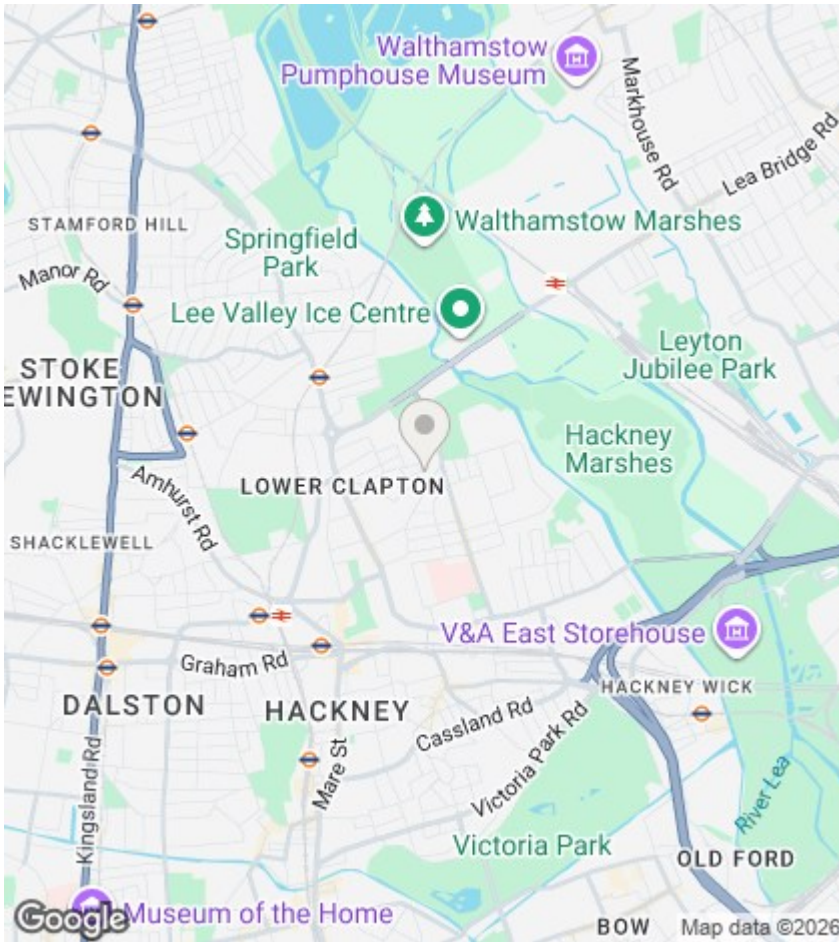 Walthamstow
Pumphouse Museum
Markhouse Rd
Lea Bridge Rd
STAMFORD HILL
Walthamstow Marshes
Springfield
Park
Manor Rd
Lee Valley Ice Centre
Leyton
Jubilee Park
STOKE
EWINGTON
Hackney
Marshes
LOWER CLAPTON
Amhurst Rd
SHACKLEWELL
V&A East Storehouse
Graham Rd
HACKNEY WICK
DALSTON
HACKNEY
Cassland Rd
Kingsland Rd
Mare St
Victoria Park Rd
River Lea
Victoria Park
OLD FORD
Google
Museum of the Home
BOW
Map data ©202